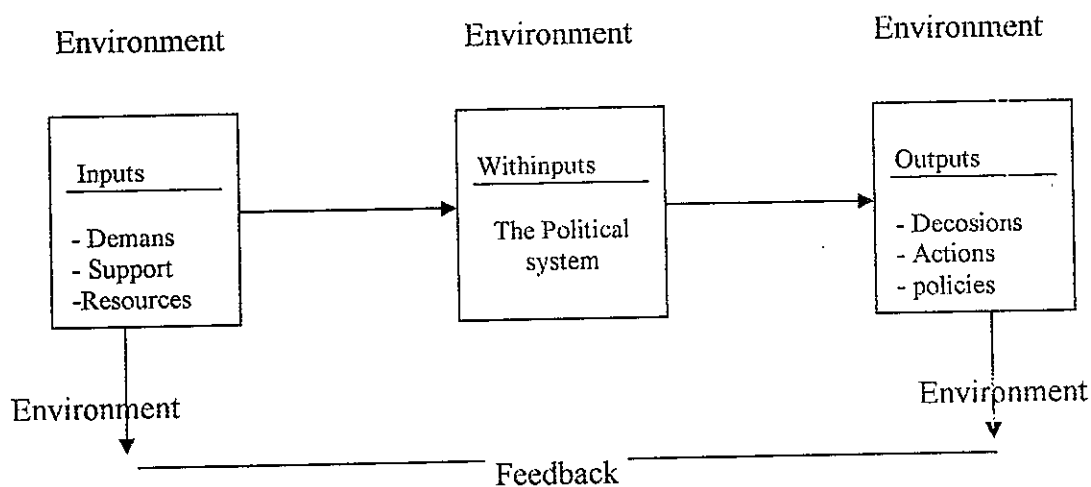 Environment
Environment
Environment
Inputs
- Demans
- Support
-Resources
Withinputs
The Political
system
Outputs
- Decosions
- Actions
- policies
Environment
Environment
Feedback